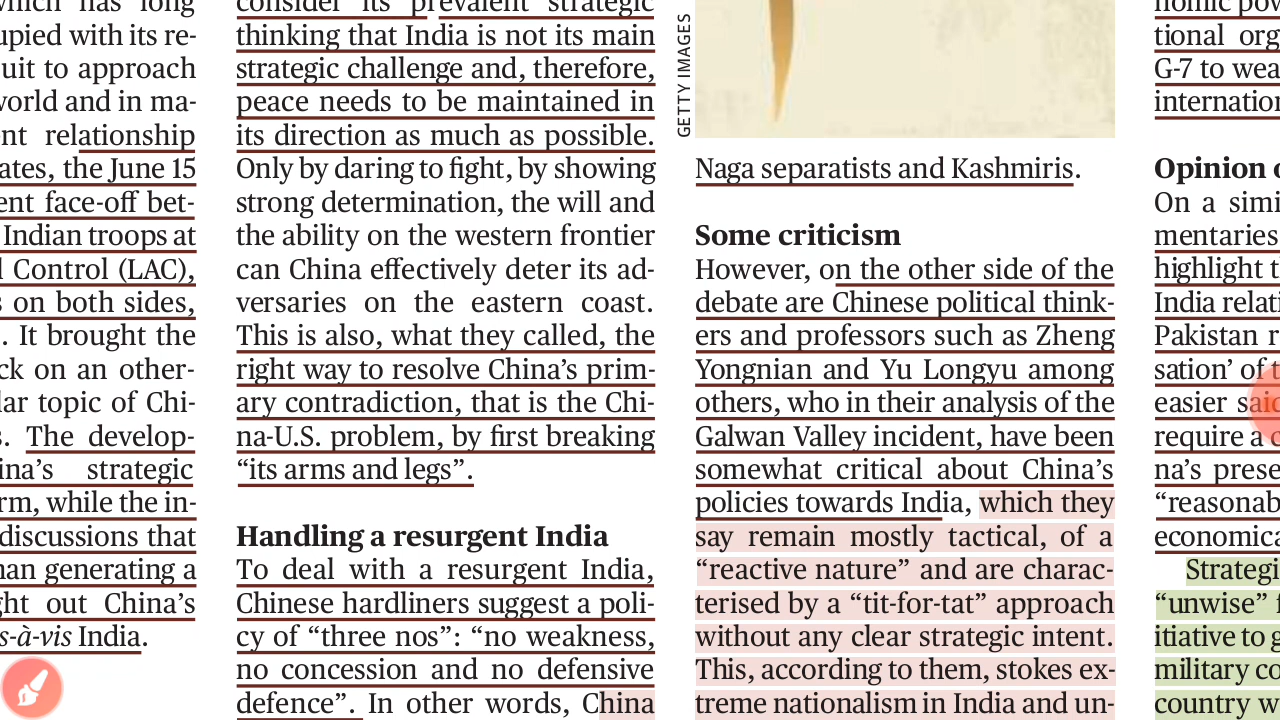 which has long
upied with its re-
uit to approach
world and in ma-
nt relationship
ates, the June 15
ent face-off bet-
Indian troops at
l Control (LAC),
s on both sides,
. It brought the
ck on an other-
lar topic of Chi-
s. The develop-
ina's strategic
rm, while the in-
discussions that
han generating a
ght out China's
s-à-vis India.
consider its prevalent strategic
thinking that India is not its main
strategic challenge and, therefore,
peace needs to be maintained in
its direction as much as possible.
Only by daring to fight, by showing
strong determination, the will and
the ability on the western frontier
can China effectively deter its ad-
versaries on the eastern coast.
This is also, what they called, the
right way to resolve China's prim-
ary contradiction, that is the Chi-
na-U.S. problem, by first breaking
“its arms and legs”.
Handling a resurgent India
To deal with a resurgent India,
Chinese hardliners suggest a poli-
cy of “three nos”: “no weakness,
no concession and no defensive
defence”. In other words, China
GETTY IMAGES
Naga separatists and Kashmiris.
Some criticism
However, on the other side of the
debate are Chinese political think-
ers and professors such as Zheng
Yongnian and Yu Longyu among
others, who in their analysis of the
Galwan Valley incident, have been
somewhat critical about China's
policies towards India, which they
say remain mostly tactical, of a
“reactive nature” and are charac-
terised by a “tit-for-tat” approach
without any clear strategic intent.
This, according to them, stokes ex-
treme nationalism in India and un-
nomic pow
tional org
G-7 to wea
internation
Opinion o
On a simi
mentaries
highlight t
India relati
Pakistan r
sation' of t
easier said
require a c
na's prese
“reasonab
economica
Strategi
“unwise” f
itiative to g
military co
country w